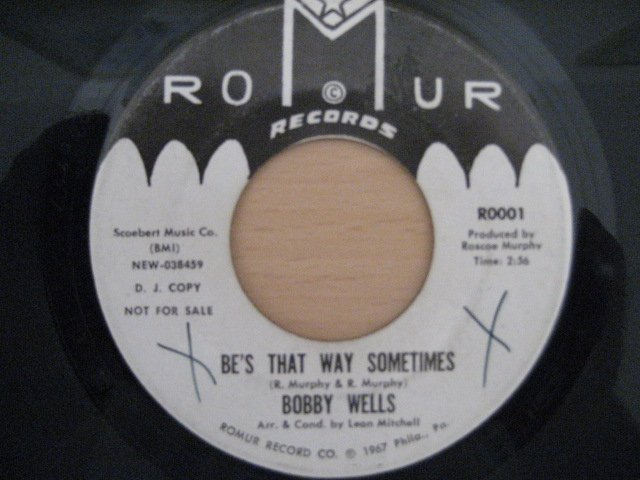 ROMUR
©
RECORDS
Scoebert Music Co.
(BMI)
NEW-038459
D. J. COPY
NOT FOR SALE
R0001
Produced by
Roscoe Murphy
Time: 2:56
BE'S THAT WAY SOMETIMES
(R. Murphy & R. Murphy)
BOBBY WELLS
Arr. & Cond. by Leon Mitchell
ROMUR RECORD CO. © 1967 Phila., Pa.